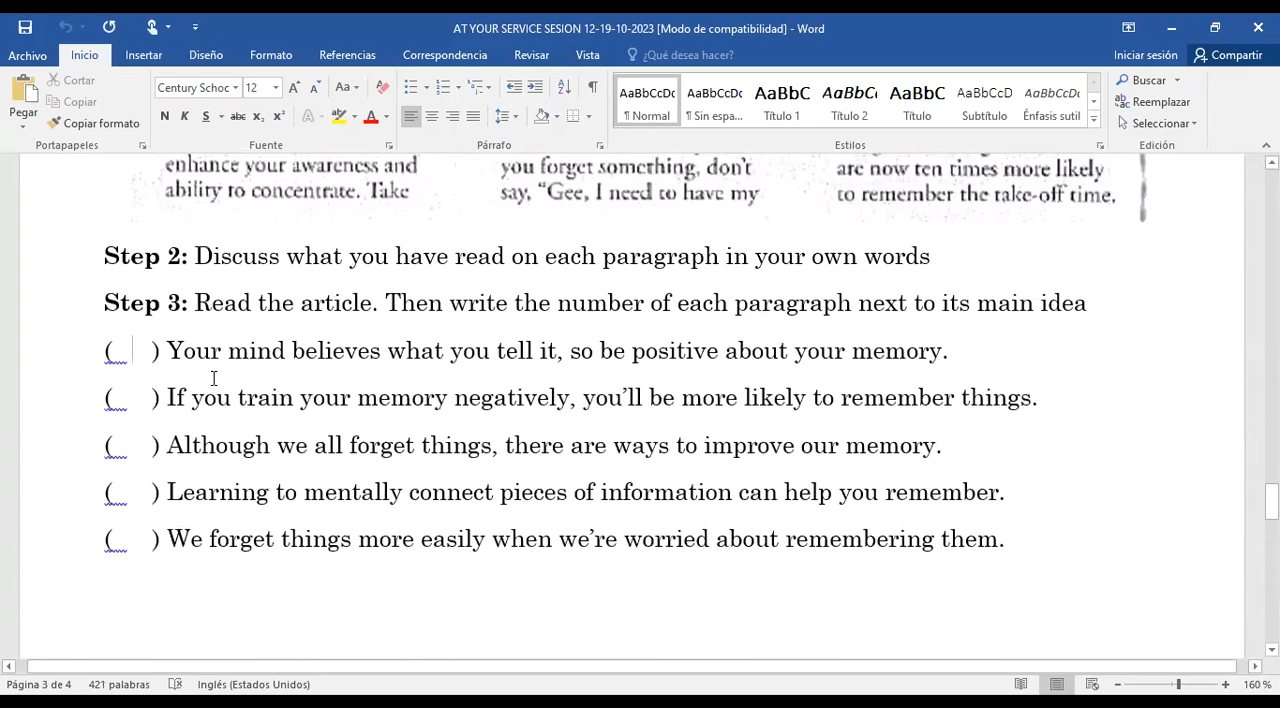 AT YOUR SERVICE SESION 12-19-10-2023 [Modo de compatibilidad] - Word
Archivo Inicio Insertar Diseño Formato Referencias Correspondencia Revisar Vista ¿Qué desea hacer? Iniciar sesión Compartir
Pegar
Cortar
Copiar
Copiar formato
Portapapeles
Century Schoc 12
Aa
N K S abc x₂ x²
A A
Fuente
Párrafo
AaBbCcDc AaBbCcDc AaBbC AaBbCc AaBbC AaBbCcD AaBbCcDc
¶ Normal ¶ Sin espa... Título 1 Título 2 Título Subtítulo Énfasis sutil
Estilos
Buscar
Reemplazar
Seleccionar
Edición
enhance your awareness and
ability to concentrate. Take
you forget something, don't
say, "Gee, I need to have my
are now ten times more likely
to remember the take-off time.
Step 2: Discuss what you have read on each paragraph in your own words
Step 3: Read the article. Then write the number of each paragraph next to its main idea
( ) Your mind believes what you tell it, so be positive about your memory.
( ) If you train your memory negatively, you'll be more likely to remember things.
( ) Although we all forget things, there are ways to improve our memory.
( ) Learning to mentally connect pieces of information can help you remember.
( ) We forget things more easily when we're worried about remembering them.
Página 3 de 4 421 palabras Inglés (Estados Unidos) 160 %